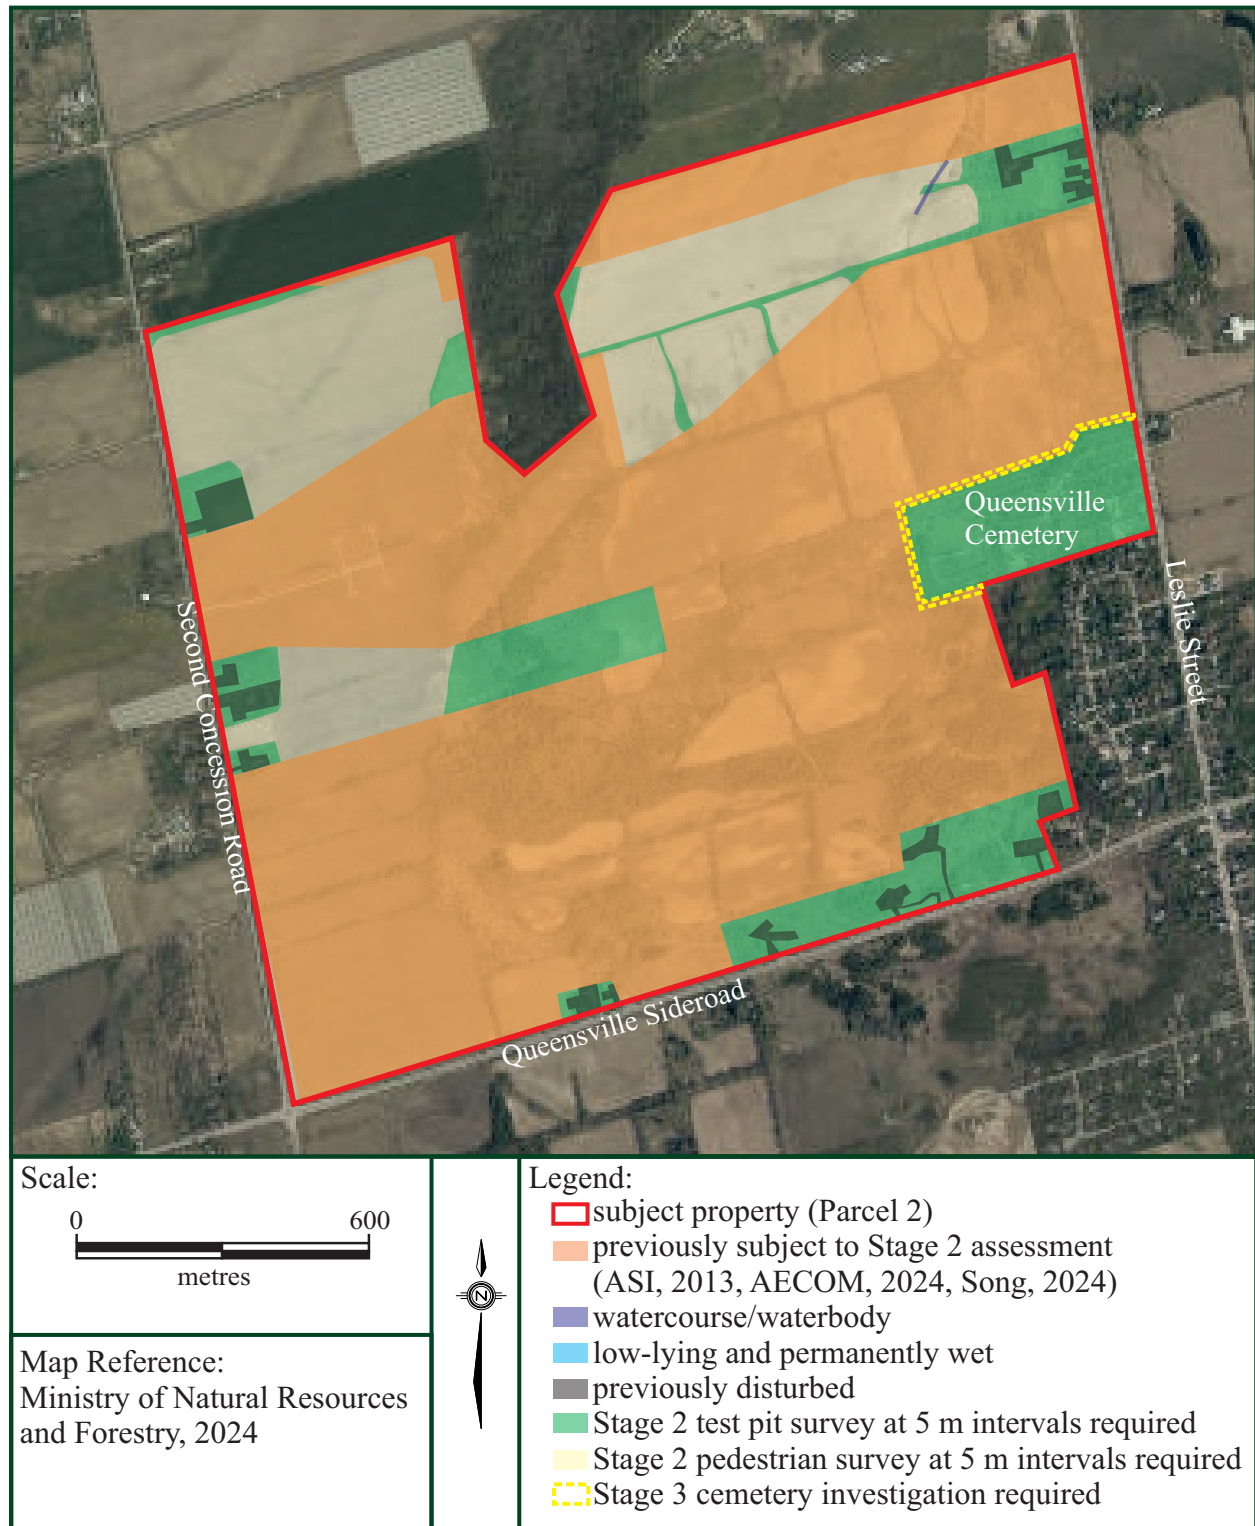 Queensville
Cemetery
Leslie Street
Second Concession Road
Queensville Sideroad
Scale:
0 600
metres
Map Reference:
Ministry of Natural Resources
and Forestry, 2024
N
Legend:
subject property (Parcel 2)
previously subject to Stage 2 assessment
(ASI, 2013, AECOM, 2024, Song, 2024)
watercourse/waterbody
low-lying and permanently wet
previously disturbed
Stage 2 test pit survey at 5 m intervals required
Stage 2 pedestrian survey at 5 m intervals required
Stage 3 cemetery investigation required